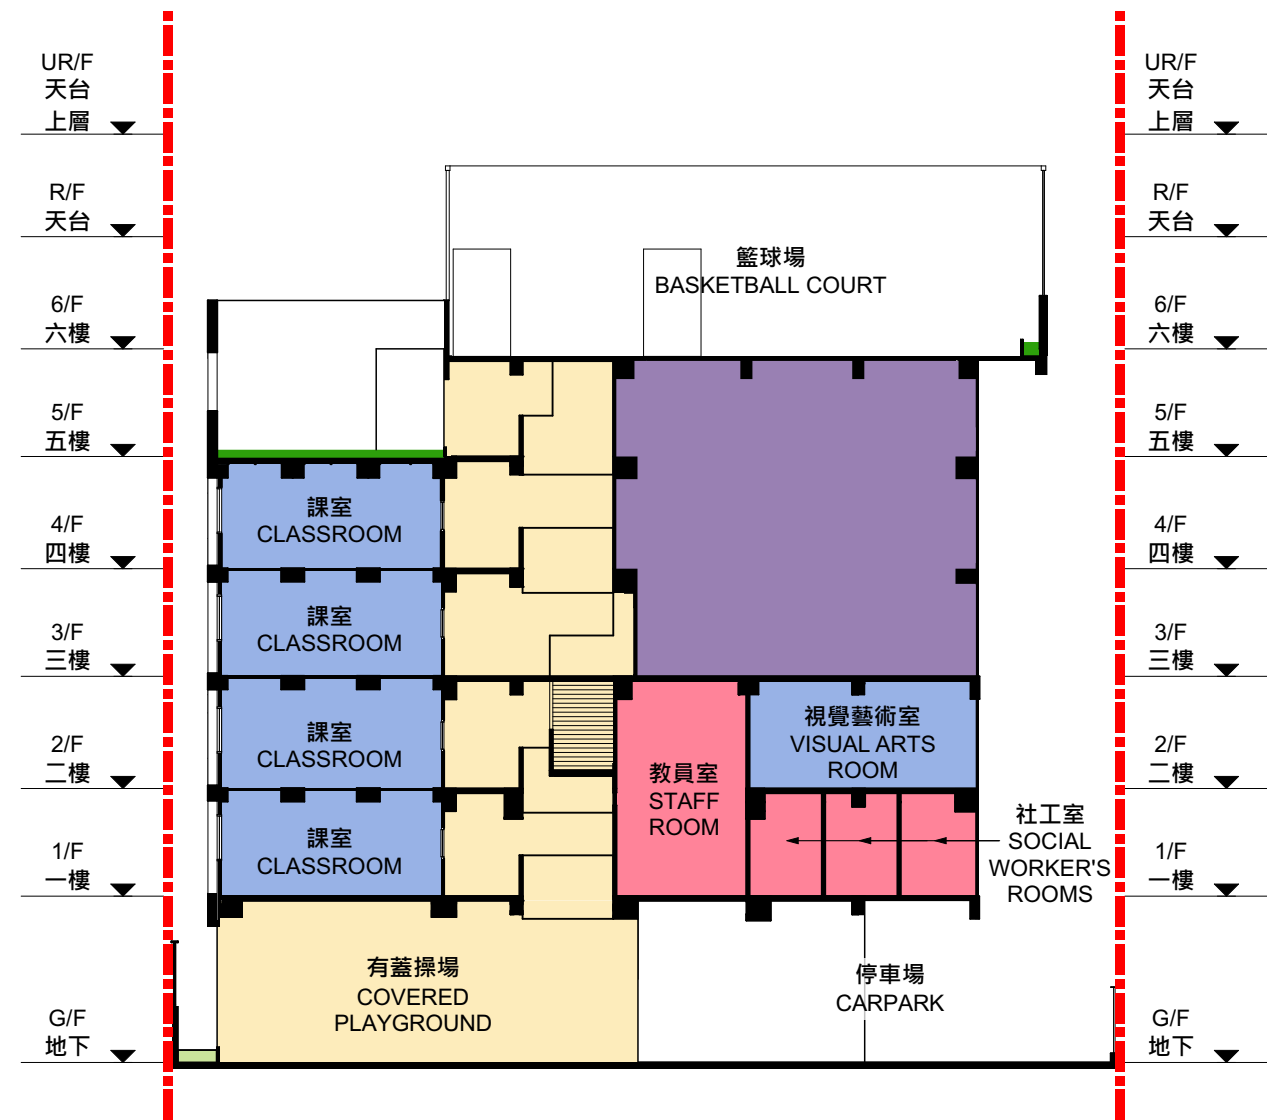 UR/F
天台
上層
R/F
天台
6/F
六樓
5/F
五樓
4/F
四樓
3/F
三樓
2/F
二樓
1/F
一樓
G/F
地下
籃球場
BASKETBALL COURT
課室
CLASSROOM
課室
CLASSROOM
課室
CLASSROOM
課室
CLASSROOM
視覺藝術室
VISUAL ARTS
ROOM
教員室
STAFF
ROOM
社工室
SOCIAL
WORKER'S
ROOMS
有蓋操場
COVERED
PLAYGROUND
停車場
CARPARK
UR/F
天台
上層
R/F
天台
6/F
六樓
5/F
五樓
4/F
四樓
3/F
三樓
2/F
二樓
1/F
一樓
G/F
地下